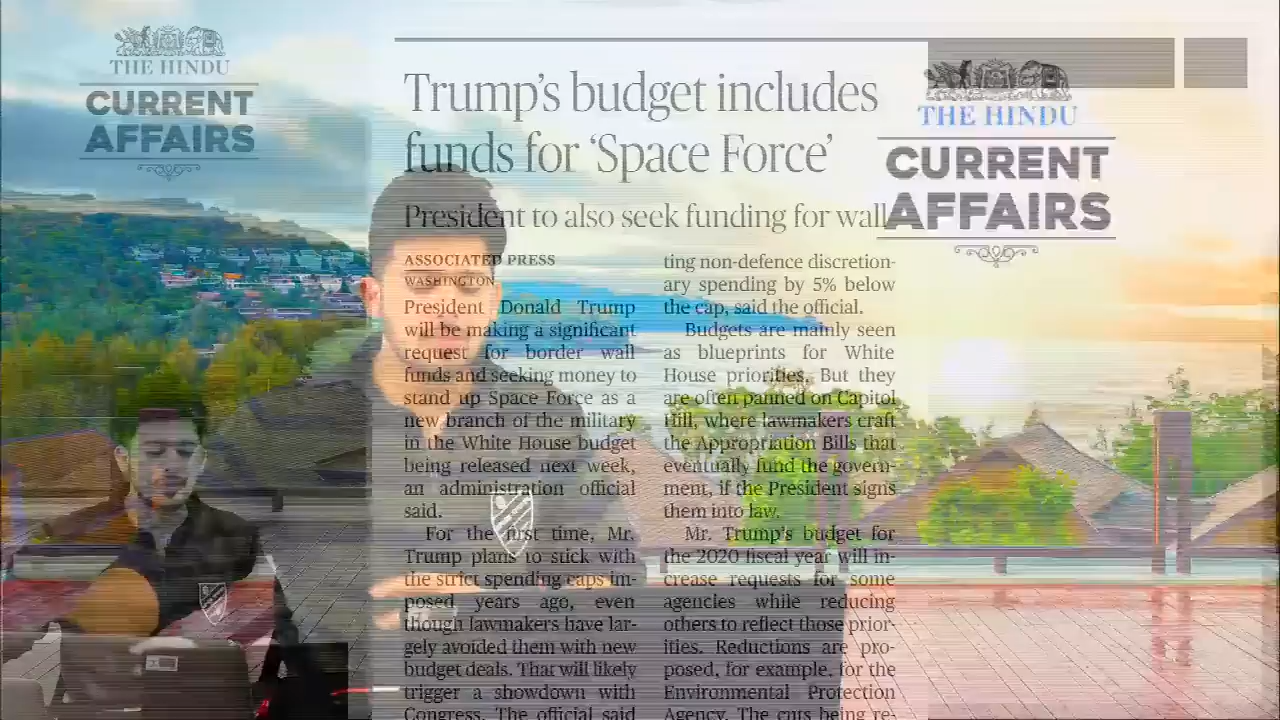 THE HINDU
CURRENT
AFFAIRS
Trump's budget includes
funds for 'Space Force'
President to also seek funding for wall
THE HINDU
CURRENT
AFFAIRS
ASSOCIATED PRESS
WASHINGTON
President Donald Trump
will be making a significant
request for border wall
funds and seeking money to
stand up Space Force as a
new branch of the military
in the White House budget
being released next week,
an administration official
said.
For the first time, Mr.
Trump plans to stick with
the strict spending caps im-
posed years ago, even
though lawmakers have lar-
gely avoided them with new
budget deals. That will likely
trigger a showdown with
Congress. The official said
ting non-defence discretion-
ary spending by 5% below
the cap, said the official.
Budgets are mainly seen
as blueprints for White
House priorities. But they
are often panned on Capitol
Hill, where lawmakers craft
the Appropriation Bills that
eventually fund the govern-
ment, if the President signs
them into law.
Mr. Trump's budget for
the 2020 fiscal year will in-
crease requests for some
agencies while reducing
others to reflect those prior-
ities. Reductions are pro-
posed, for example, for the
Environmental Protection
Agency. The cuts being re-